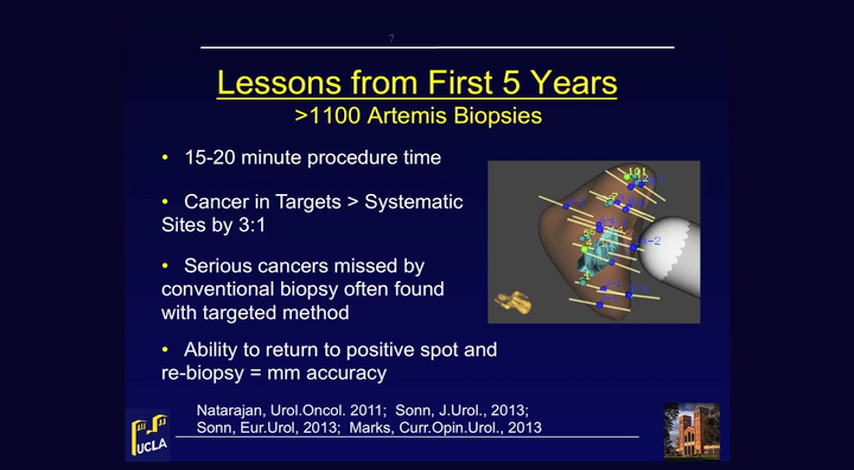 7
Lessons from First 5 Years
>1100 Artemis Biopsies
• 15-20 minute procedure time
• Cancer in Targets > Systematic
Sites by 3:1
• Serious cancers missed by
conventional biopsy often found
with targeted method
• Ability to return to positive spot and
re-biopsy = mm accuracy
Natarajan, Urol.Oncol. 2011; Sonn, J.Urol., 2013;
Sonn, Eur.Urol, 2013; Marks, Curr.Opin.Urol., 2013
UCLA